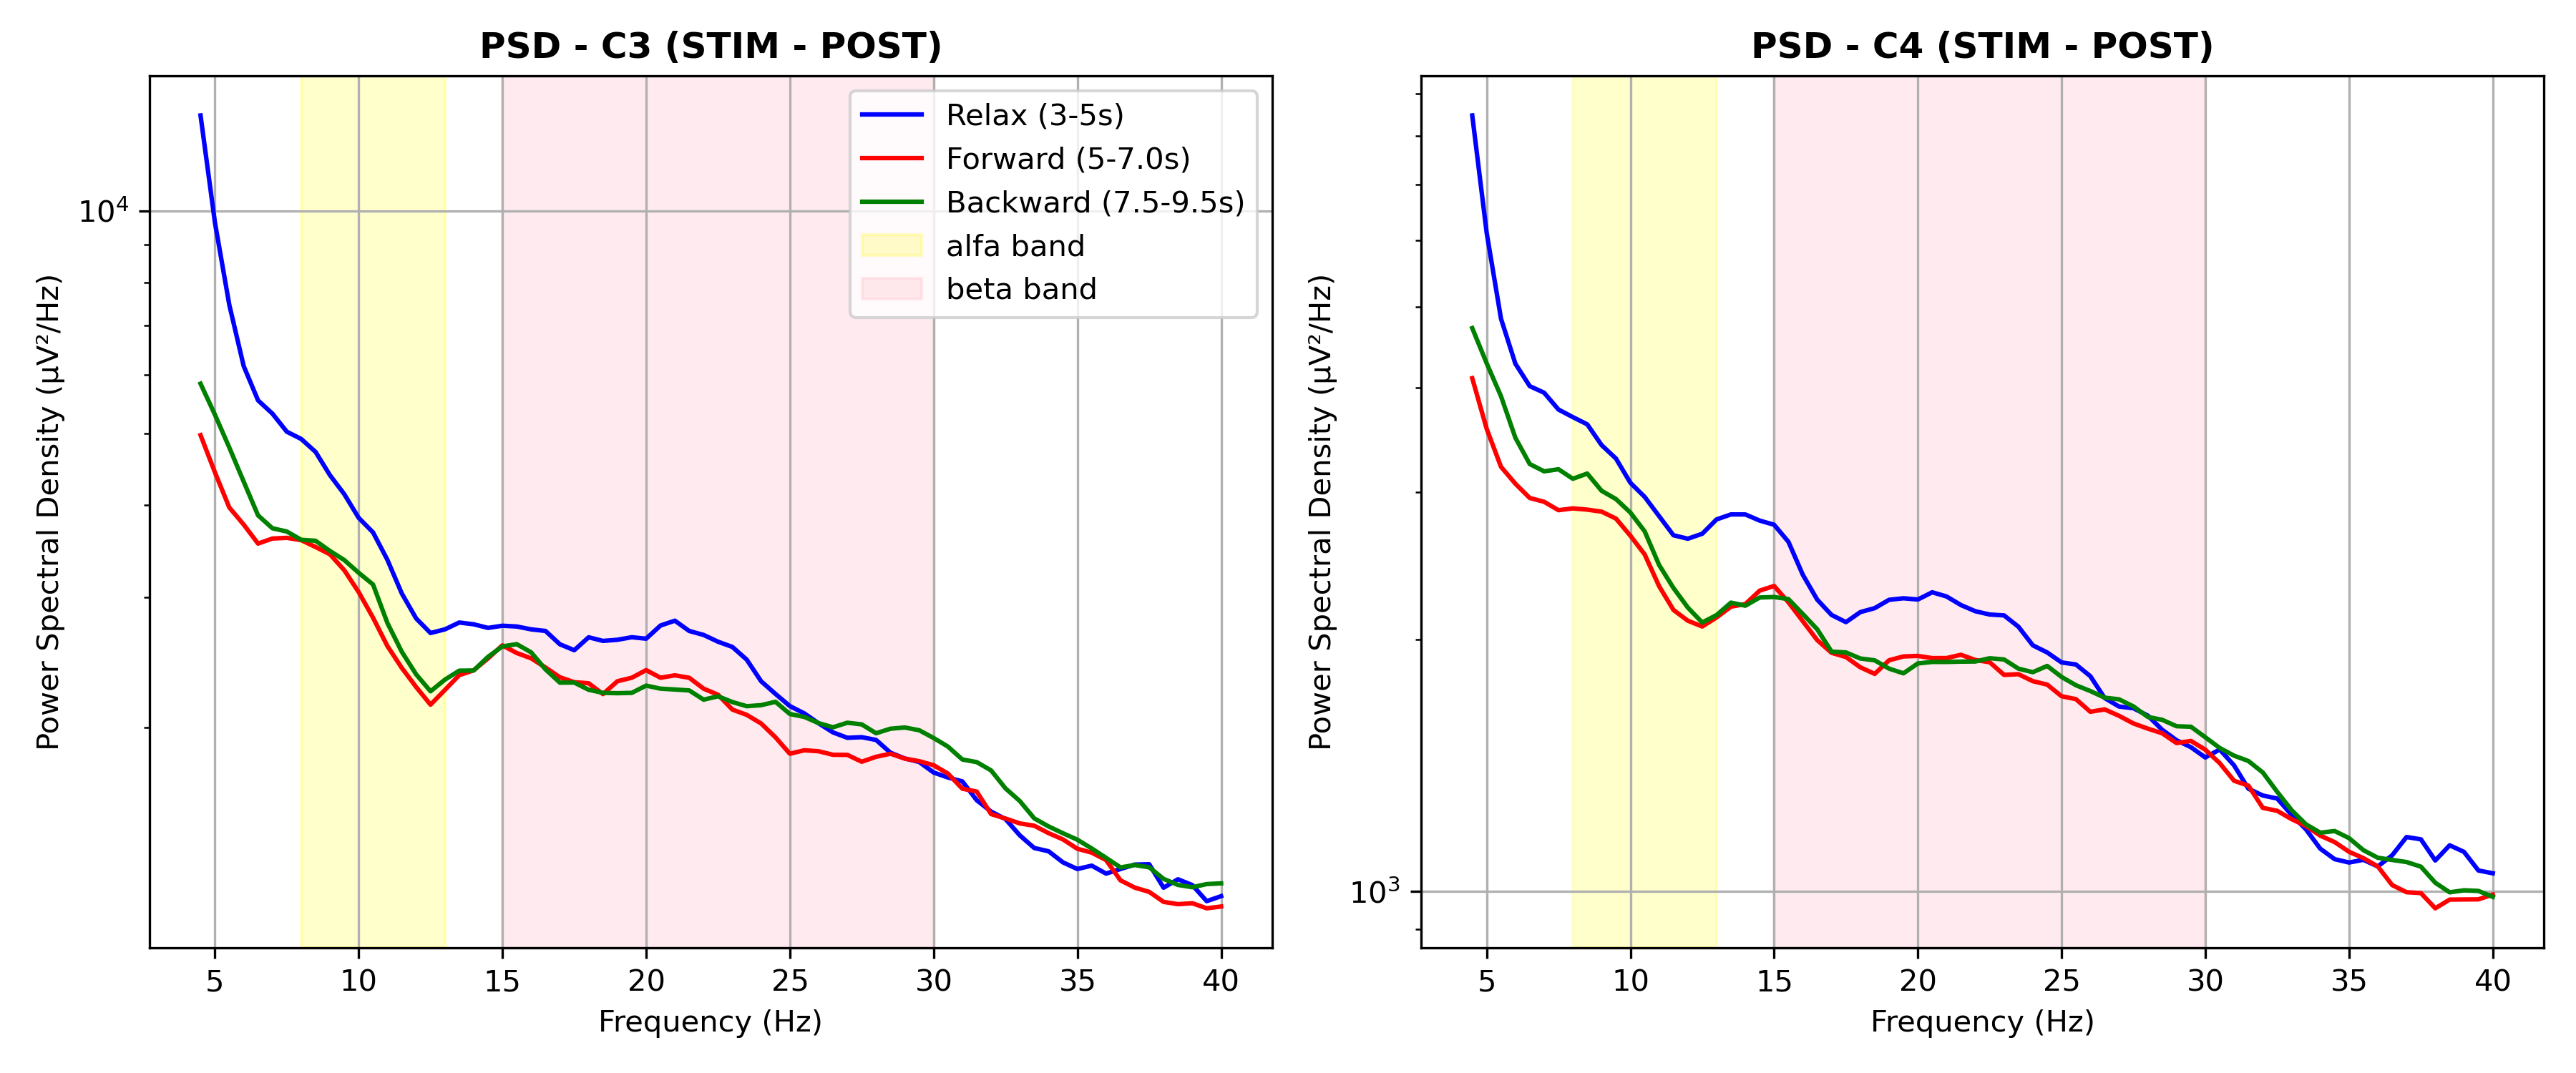 PSD - C3 (STIM - POST)
Power Spectral Density (µV²/Hz)
10⁴
Relax (3-5s)
Forward (5-7.0s)
Backward (7.5-9.5s)
alfa band
beta band
5 10 15 20 25 30 35 40
Frequency (Hz)
PSD - C4 (STIM - POST)
Power Spectral Density (µV²/Hz)
10³
5 10 15 20 25 30 35 40
Frequency (Hz)